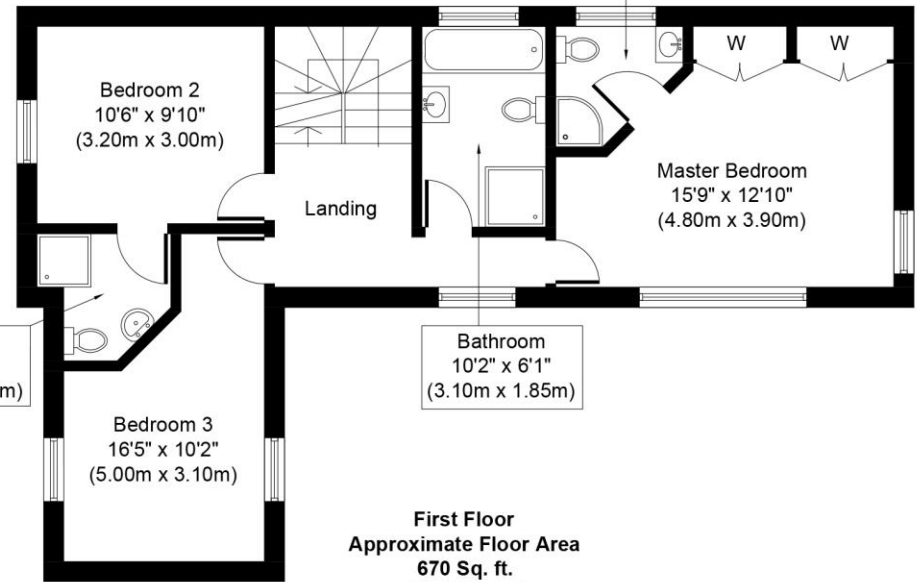 W
W
Bedroom 2
10'6" x 9'10"
(3.20m x 3.00m)
Landing
Master Bedroom
15'9" x 12'10"
(4.80m x 3.90m)
m)
Bathroom
10'2" x 6'1"
(3.10m x 1.85m)
Bedroom 3
16'5" x 10'2"
(5.00m x 3.10m)
First Floor
Approximate Floor Area
670 Sq. ft.